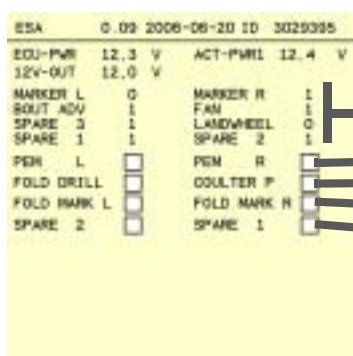 ESA 0.09 2006-06-20 ID 3029395
ECU-PWR 12.3 V ACT-PWR1 12.4 V
12V-OUT 12.0 V
MARKER L 0 MARKER R 1
BOUT ADV 1 FAN 1
SPARE 3 1 LANDWHEEL 0
SPARE 1 1 SPARE 2 1
PEM L PEM R
FOLD DRILL COULTER P
FOLD MARK L FOLD MARK R
SPARE 2 SPARE 1